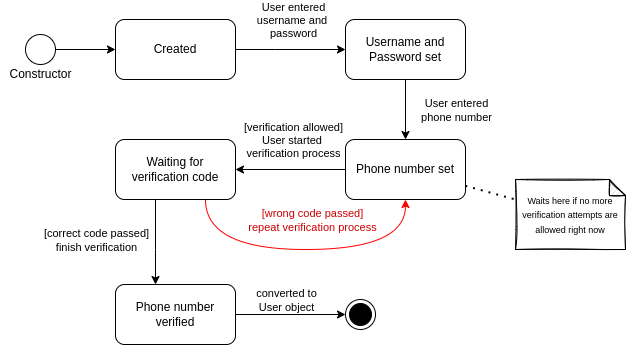 User entered
username and
password
Constructor
Created
Username and
Password set
User entered
phone number
[verification allowed]
User started
verification process
Waiting for
verification code
Phone number set
Waits here if no more
verification attempts are
allowed right now
[wrong code passed]
repeat verification process
[correct code passed]
finish verification
Phone number
verified
converted to
User object